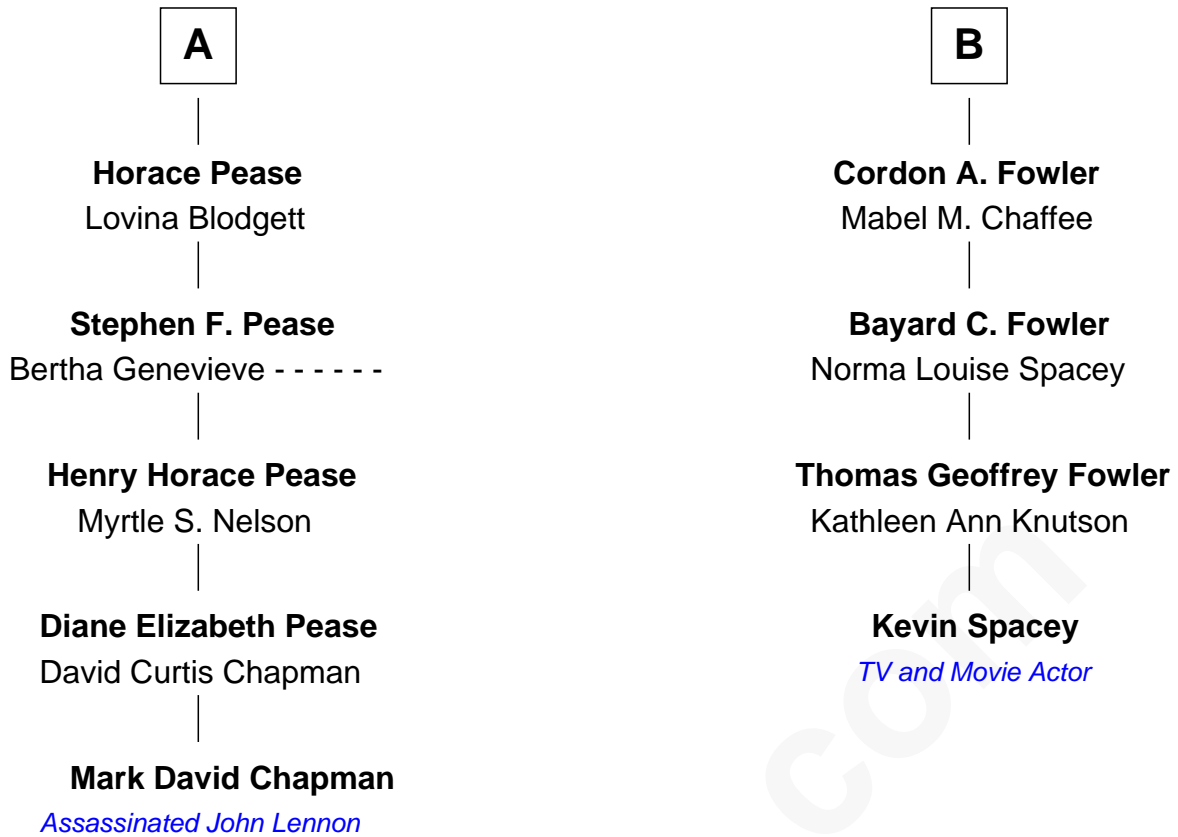 A
Horace Pease
Lovina Blodgett
Stephen F. Pease
Bertha Genevieve - - - - - -
Henry Horace Pease
Myrtle S. Nelson
Diane Elizabeth Pease
David Curtis Chapman
Mark David Chapman
Assassinated John Lennon
B
Cordon A. Fowler
Mabel M. Chaffee
Bayard C. Fowler
Norma Louise Spacey
Thomas Geoffrey Fowler
Kathleen Ann Knutson
Kevin Spacey
TV and Movie Actor
com